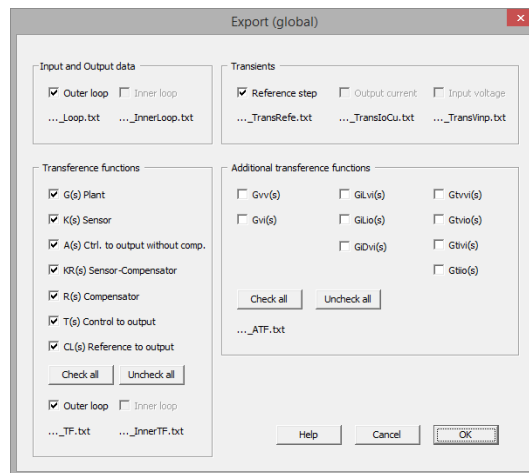 Export (global)
Input and Output data
Outer loop Inner loop
..._Loop.txt ..._InnerLoop.txt
Transients
Reference step Output current Input voltage
..._TransRefe.txt ..._TransIoCu.txt ..._TransVinp.txt
Transference functions
G(s) Plant
K(s) Sensor
A(s) Ctrl. to output without comp.
KR(s) Sensor-Compensator
R(s) Compensator
T(s) Control to output
CL(s) Reference to output
Check all Uncheck all
Outer loop Inner loop
..._TF.txt ..._InnerTF.txt
Additional transference functions
Gvv(s) GiLvi(s) Gtvvi(s)
Gvi(s) GiLio(s) Gtvio(s)
GiDvi(s) Gtivi(s)
Gtiio(s)
Check all Uncheck all
..._ATF.txt
Help Cancel OK